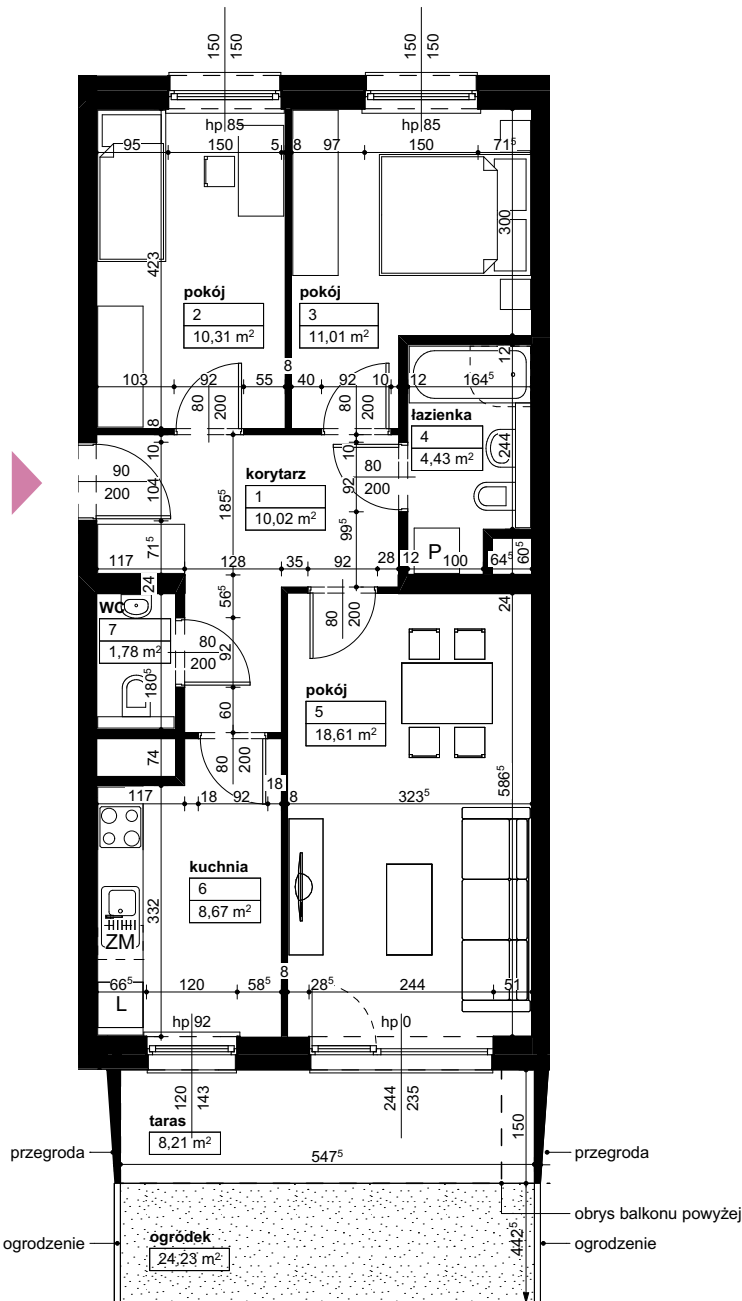 150 150 150 150
hp 85 hp 85
95 150 5 8 97 150 71⁵
423 300
pokój
2
10,31 m²
pokój
3
11,01 m²
8 12
103 92 55 40 92 10 12 164⁵
80 200 80 200
łazienka
4
4,43 m²
244
8 10 10
90
200
104
korytarz
1
10,02 m²
185⁵
92
80
200
99⁵
P
71⁵
117 128 35 92 28 12 100 64⁵ 60⁵
24 56⁵ 24
WC
7
1,78 m²
80
200
92
80 200
180⁵
60
pokój
5
18,61 m²
74
80 200
586⁵
18
117 18 92 8 323⁵
kuchnia
6
8,67 m²
332
ZM
8
66⁵ 120 58⁵ 28⁵ 244 51
L
hp 92 hp 0
120 143 244 235
taras
8,21 m²
150
przegroda przegroda
547⁵
obrys balkonu powyżej
ogrodzenie ogrodzenie
ogródek
24,23 m²
442⁵